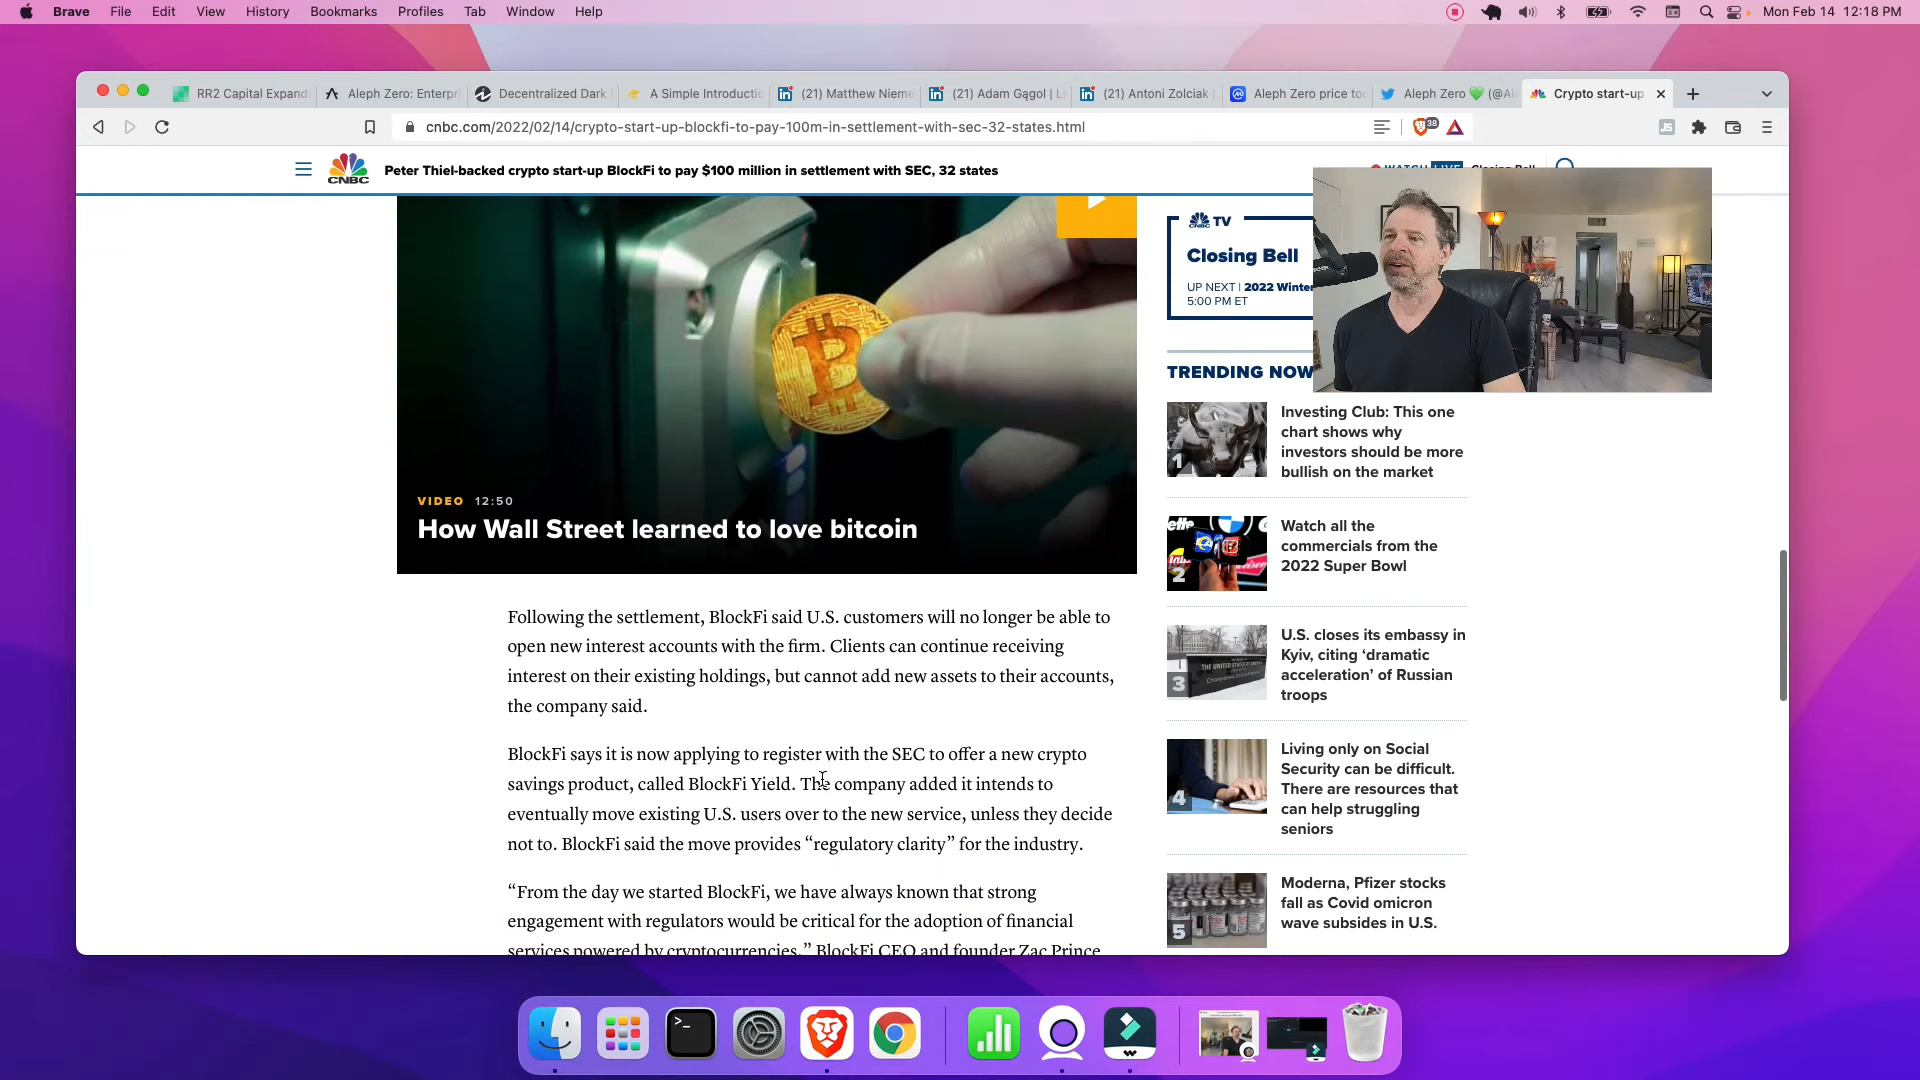 Brave File Edit View History Bookmarks Profiles Tab Window Help
Mon Feb 14 12:18 PM
RR2 Capital Expand
Aleph Zero: Enterpr
Decentralized Dark
A Simple Introductio
(21) Matthew Nieme
(21) Adam Gągol | L
(21) Antoni Zolciak
Aleph Zero price to
Aleph Zero 💚 (@Al
Crypto start-up
cnbc.com/2022/02/14/crypto-start-up-blockfi-to-pay-100m-in-settlement-with-sec-32-states.html
38
JS
CNBC
Peter Thiel-backed crypto start-up BlockFi to pay $100 million in settlement with SEC, 32 states
WATCH LIVE
Closing Bell
VIDEO 12:50
How Wall Street learned to love bitcoin
Following the settlement, BlockFi said U.S. customers will no longer be able to
open new interest accounts with the firm. Clients can continue receiving
interest on their existing holdings, but cannot add new assets to their accounts,
the company said.
BlockFi says it is now applying to register with the SEC to offer a new crypto
savings product, called BlockFi Yield. The company added it intends to
eventually move existing U.S. users over to the new service, unless they decide
not to. BlockFi said the move provides “regulatory clarity” for the industry.
“From the day we started BlockFi, we have always known that strong
engagement with regulators would be critical for the adoption of financial
services powered by cryptocurrencies,” BlockFi CEO and founder Zac Prince
CNBC TV
Closing Bell
UP NEXT | 2022 Winter
5:00 PM ET
TRENDING NOW
1
Investing Club: This one
chart shows why
investors should be more
bullish on the market
2
Watch all the
commercials from the
2022 Super Bowl
3
U.S. closes its embassy in
Kyiv, citing ‘dramatic
acceleration’ of Russian
troops
4
Living only on Social
Security can be difficult.
There are resources that
can help struggling
seniors
5
Moderna, Pfizer stocks
fall as Covid omicron
wave subsides in U.S.